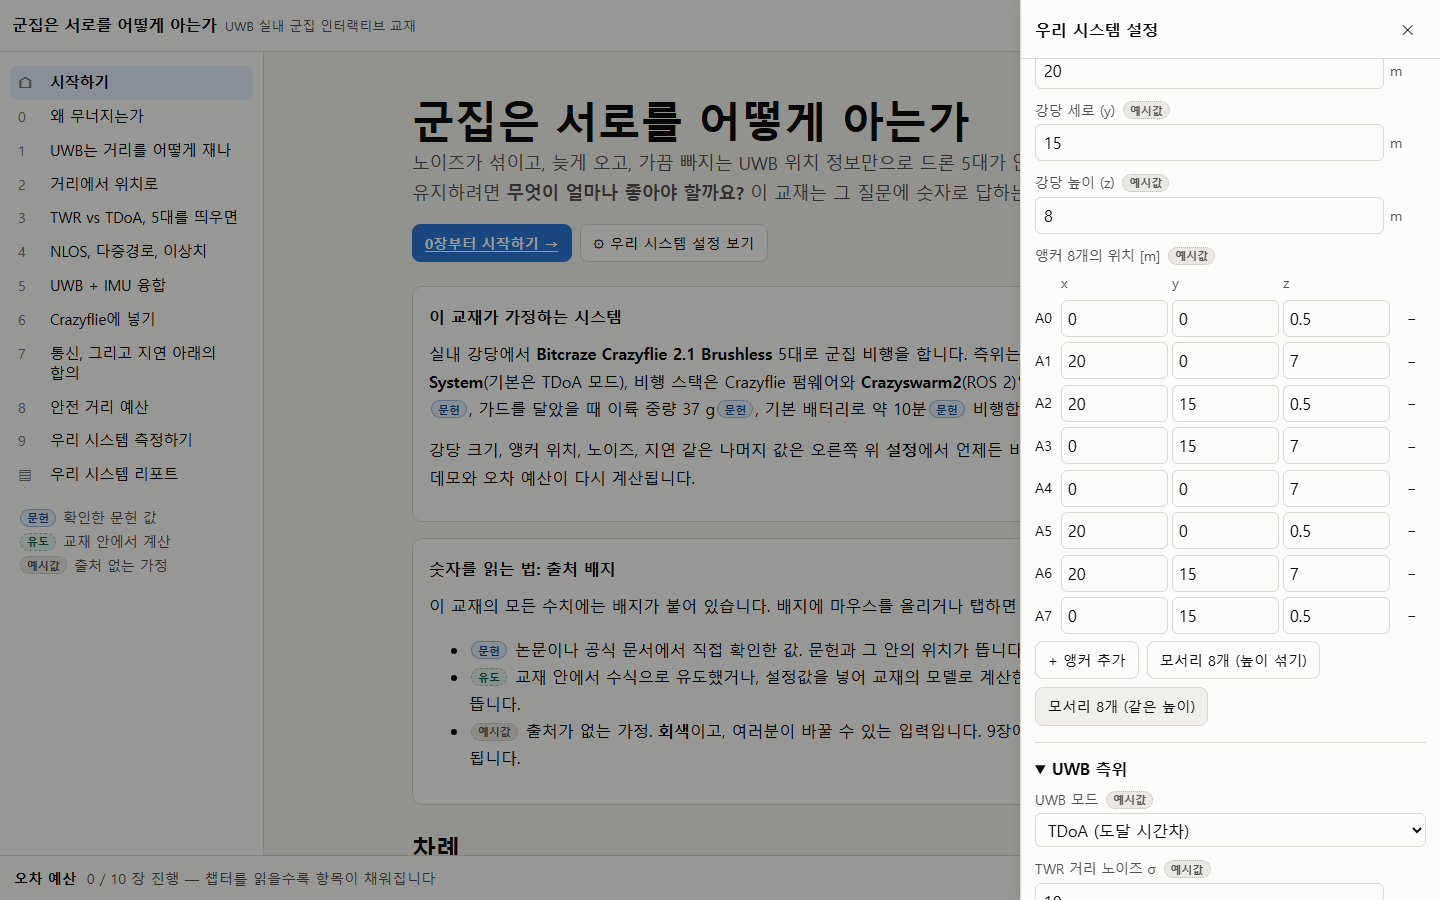 군집은 서로를 어떻게 아는가 UWB 실내 군집 인터랙티브 교재
시작하기
0 왜 무너지는가
1 UWB는 거리를 어떻게 재나
2 거리에서 위치로
3 TWR vs TDoA, 5대를 띄우면
4 NLOS, 다중경로, 이상치
5 UWB + IMU 융합
6 Crazyflie에 넣기
7 통신, 그리고 지연 아래의
합의
8 안전 거리 예산
9 우리 시스템 측정하기
우리 시스템 리포트
문헌 확인한 문헌 값
유도 교재 안에서 계산
예시값 출처 없는 가정
군집은 서로를 어떻게 아는가
노이즈가 섞이고, 늦게 오고, 가끔 빠지는 UWB 위치 정보만으로 드론 5대가
유지하려면 무엇이 얼마나 좋아야 할까요? 이 교재는 그 질문에 숫자로 답하는
0장부터 시작하기 →
⚙ 우리 시스템 설정 보기
이 교재가 가정하는 시스템
실내 강당에서 Bitcraze Crazyflie 2.1 Brushless 5대로 군집 비행을 합니다. 측위는
System(기본은 TDoA 모드), 비행 스택은 Crazyflie 펌웨어와 Crazyswarm2(ROS 2)
문헌, 가드를 달았을 때 이륙 중량 37 g 문헌, 기본 배터리로 약 10분 문헌 비행합
강당 크기, 앵커 위치, 노이즈, 지연 같은 나머지 값은 오른쪽 위 설정에서 언제든
데모와 오차 예산이 다시 계산됩니다.
숫자를 읽는 법: 출처 배지
이 교재의 모든 수치에는 배지가 붙어 있습니다. 배지에 마우스를 올리거나 탭하면
• 문헌 논문이나 공식 문서에서 직접 확인한 값. 문헌과 그 안의 위치가 뜹니다
• 유도 교재 안에서 수식으로 유도했거나, 설정값을 넣어 교재의 모델로 계산한
뜹니다.
• 예시값 출처가 없는 가정. 회색이고, 여러분이 바꿀 수 있는 입력입니다. 9장에
됩니다.
차례
오차 예산 0 / 10 장 진행 — 챕터를 읽을수록 항목이 채워집니다
우리 시스템 설정 ×
20 m
강당 세로 (y) 예시값
15 m
강당 높이 (z) 예시값
8 m
앵커 8개의 위치 [m] 예시값
x y z
A0 0 0 0.5 −
A1 20 0 7 −
A2 20 15 0.5 −
A3 0 15 7 −
A4 0 0 7 −
A5 20 0 0.5 −
A6 20 15 7 −
A7 0 15 0.5 −
+ 앵커 추가
모서리 8개 (높이 섞기)
모서리 8개 (같은 높이)
▼ UWB 측위
UWB 모드 예시값
TDoA (도달 시간차)
TWR 거리 노이즈 σ 예시값